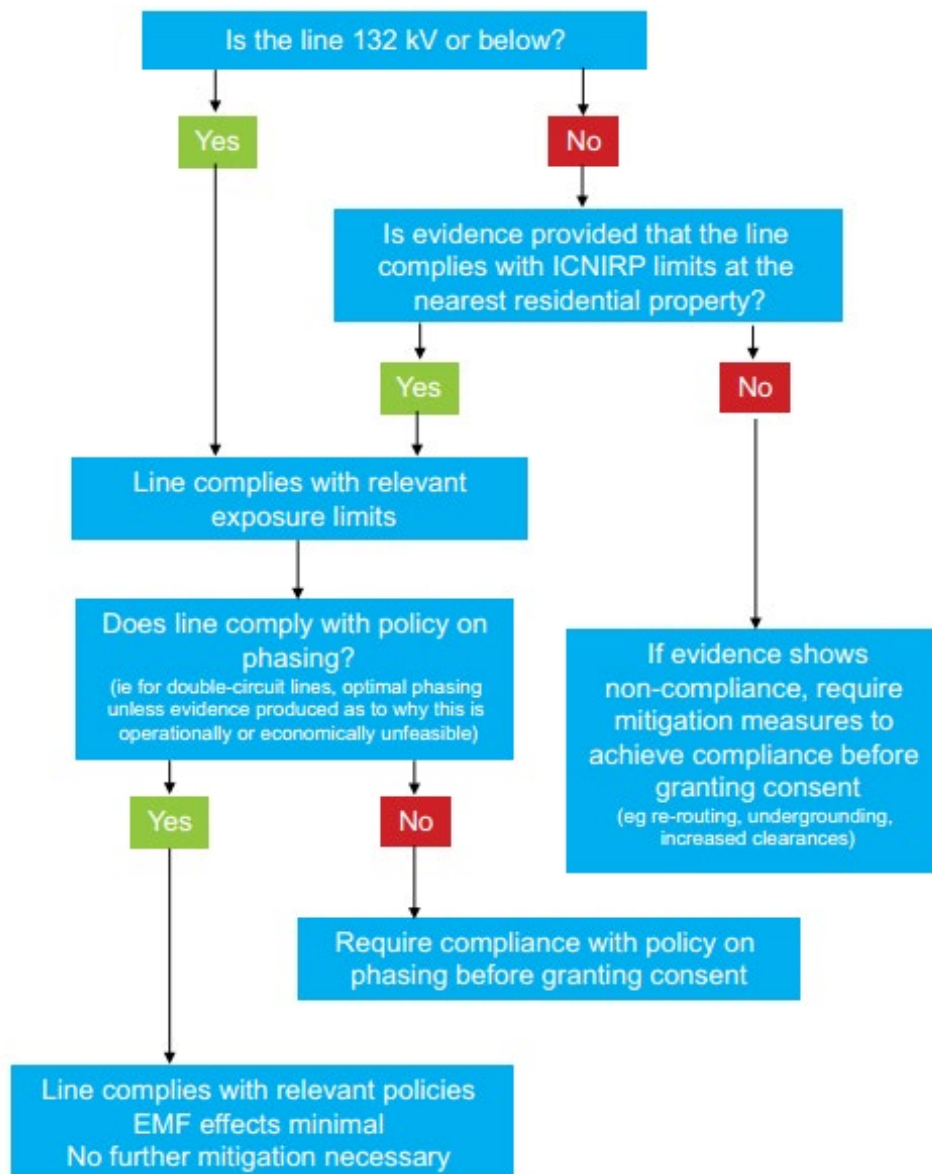 Is the line 132 kV or below?
Yes
No
Is evidence provided that the line
complies with ICNIRP limits at the
nearest residential property?
Yes
No
Line complies with relevant
exposure limits
Does line comply with policy on
phasing?
(ie for double-circuit lines, optimal phasing
unless evidence produced as to why this is
operationally or economically unfeasible)
If evidence shows
non-compliance, require
mitigation measures to
achieve compliance before
granting consent
(eg re-routing, undergrounding,
increased clearances)
Yes
No
Require compliance with policy on
phasing before granting consent
Line complies with relevant policies
EMF effects minimal
No further mitigation necessary